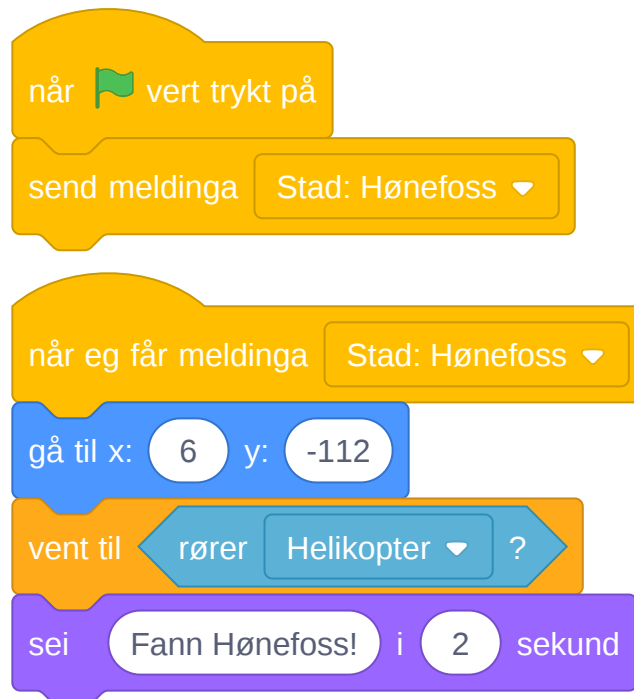 når vert trykt på
send meldinga Stad: Hønefoss
når eg får meldinga Stad: Hønefoss
gå til x: 6 y: -112
vent til rører Helikopter ?
sei Fann Hønefoss! i 2 sekund